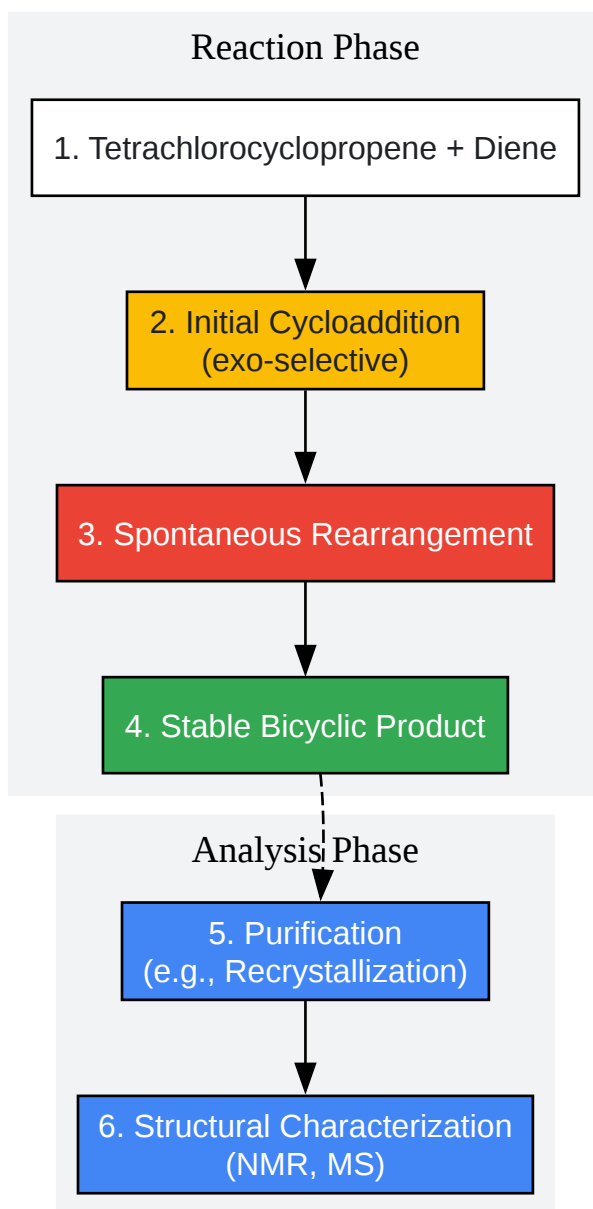 Reaction Phase
1. Tetrachlorocyclopropene + Diene
2. Initial Cycloaddition
(exo-selective)
3. Spontaneous Rearrangement
4. Stable Bicyclic Product
Analysis Phase
5. Purification
(e.g., Recrystallization)
6. Structural Characterization
(NMR, MS)